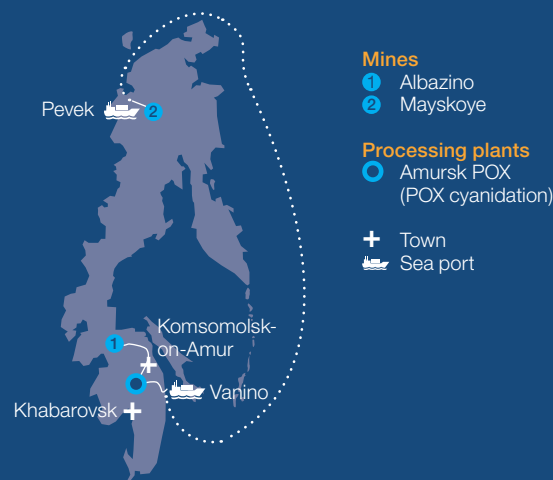 Mines
1 Albazino
2 Mayskoye
Processing plants
Amursk POX
(POX cyanidation)
Town
Sea port
Pevek
2
1
Komsomolsk-
on-Amur
Vanino
Khabarovsk